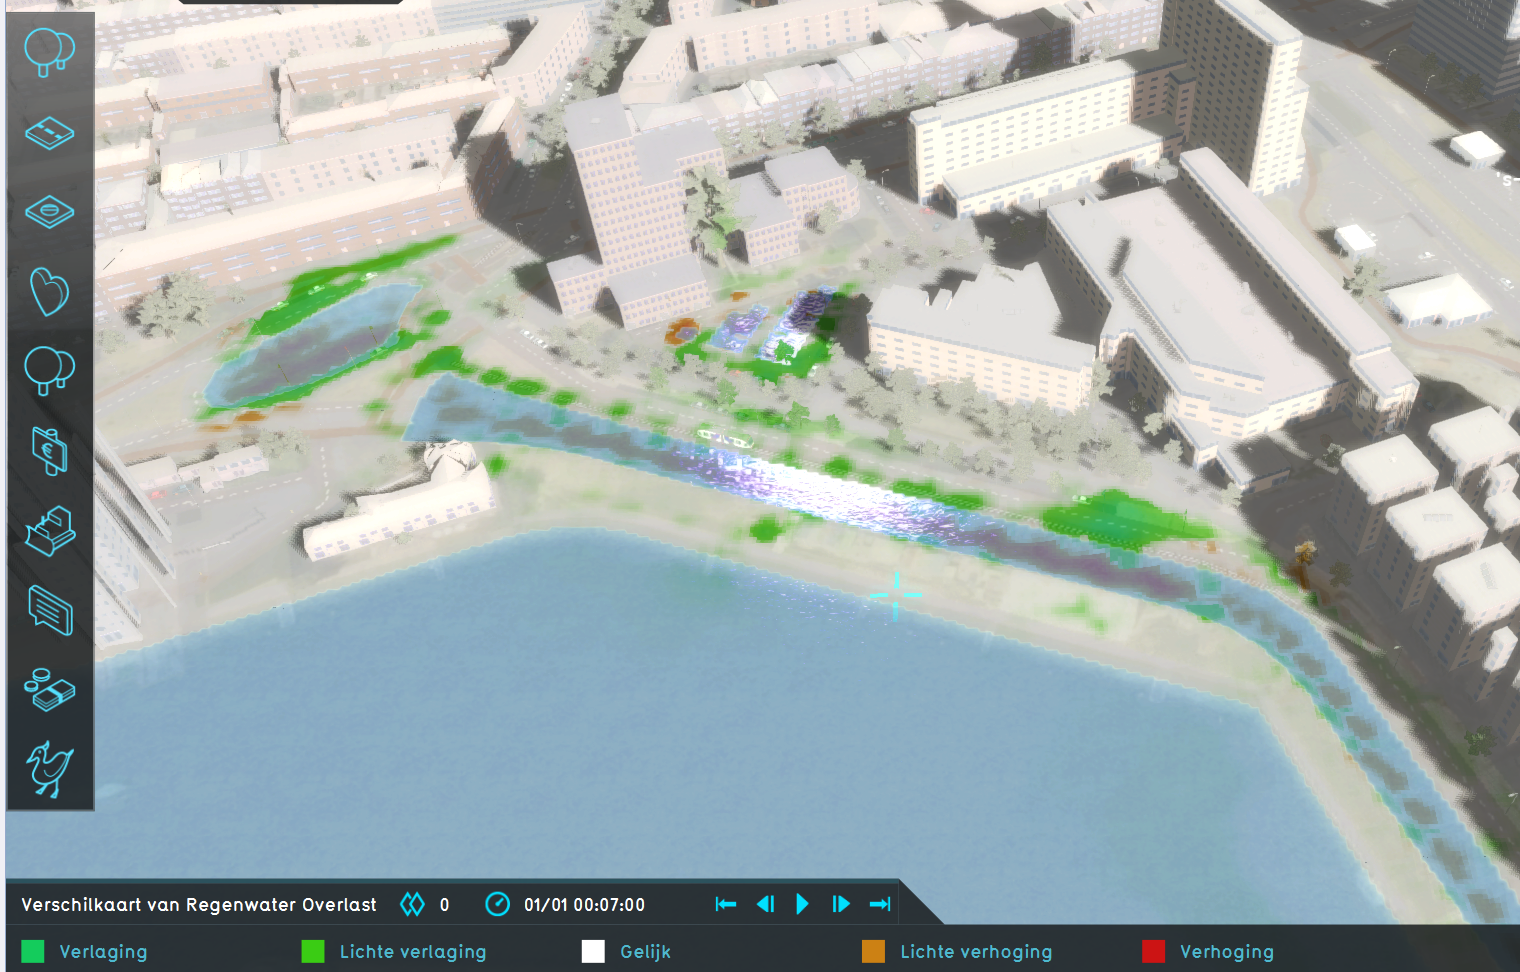 's-
Verschilkaart van Regenwater Overlast 0 01/01 00:07:00
Verlaging Lichte verlaging Gelijk Lichte verhoging Verhoging